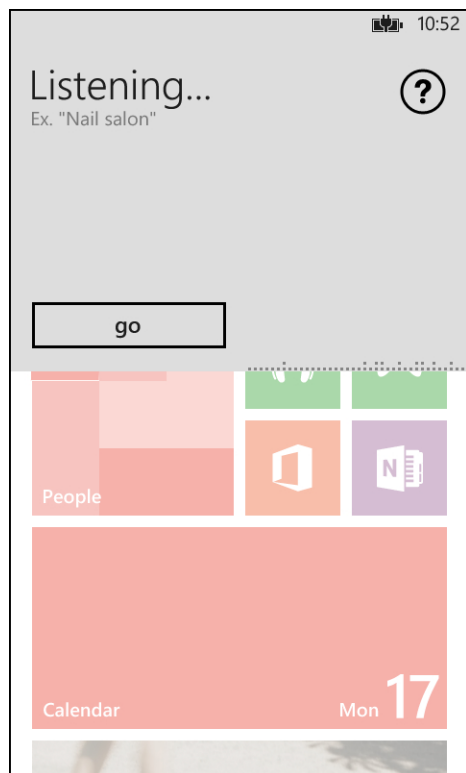 10:52
Listening...
?
Ex. "Nail salon"
go
N
People
Calendar
Mon 17